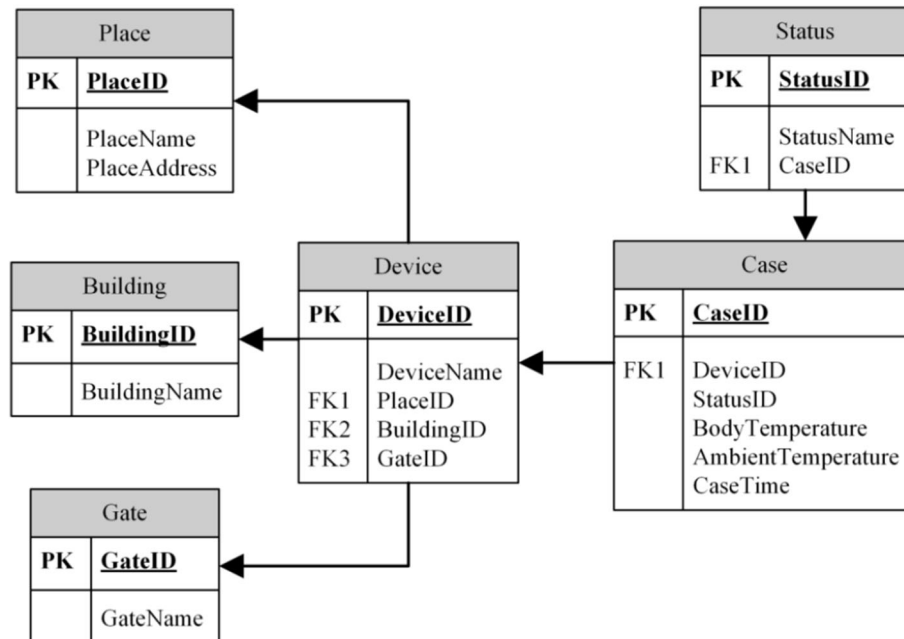 Place
PK PlaceID
PlaceName
PlaceAddress
Building
PK BuildingID
BuildingName
Gate
PK GateID
GateName
Device
PK DeviceID
DeviceName
FK1 PlaceID
FK2 BuildingID
FK3 GateID
Status
PK StatusID
StatusName
FK1 CaseID
Case
PK CaseID
FK1 DeviceID
StatusID
BodyTemperature
AmbientTemperature
CaseTime